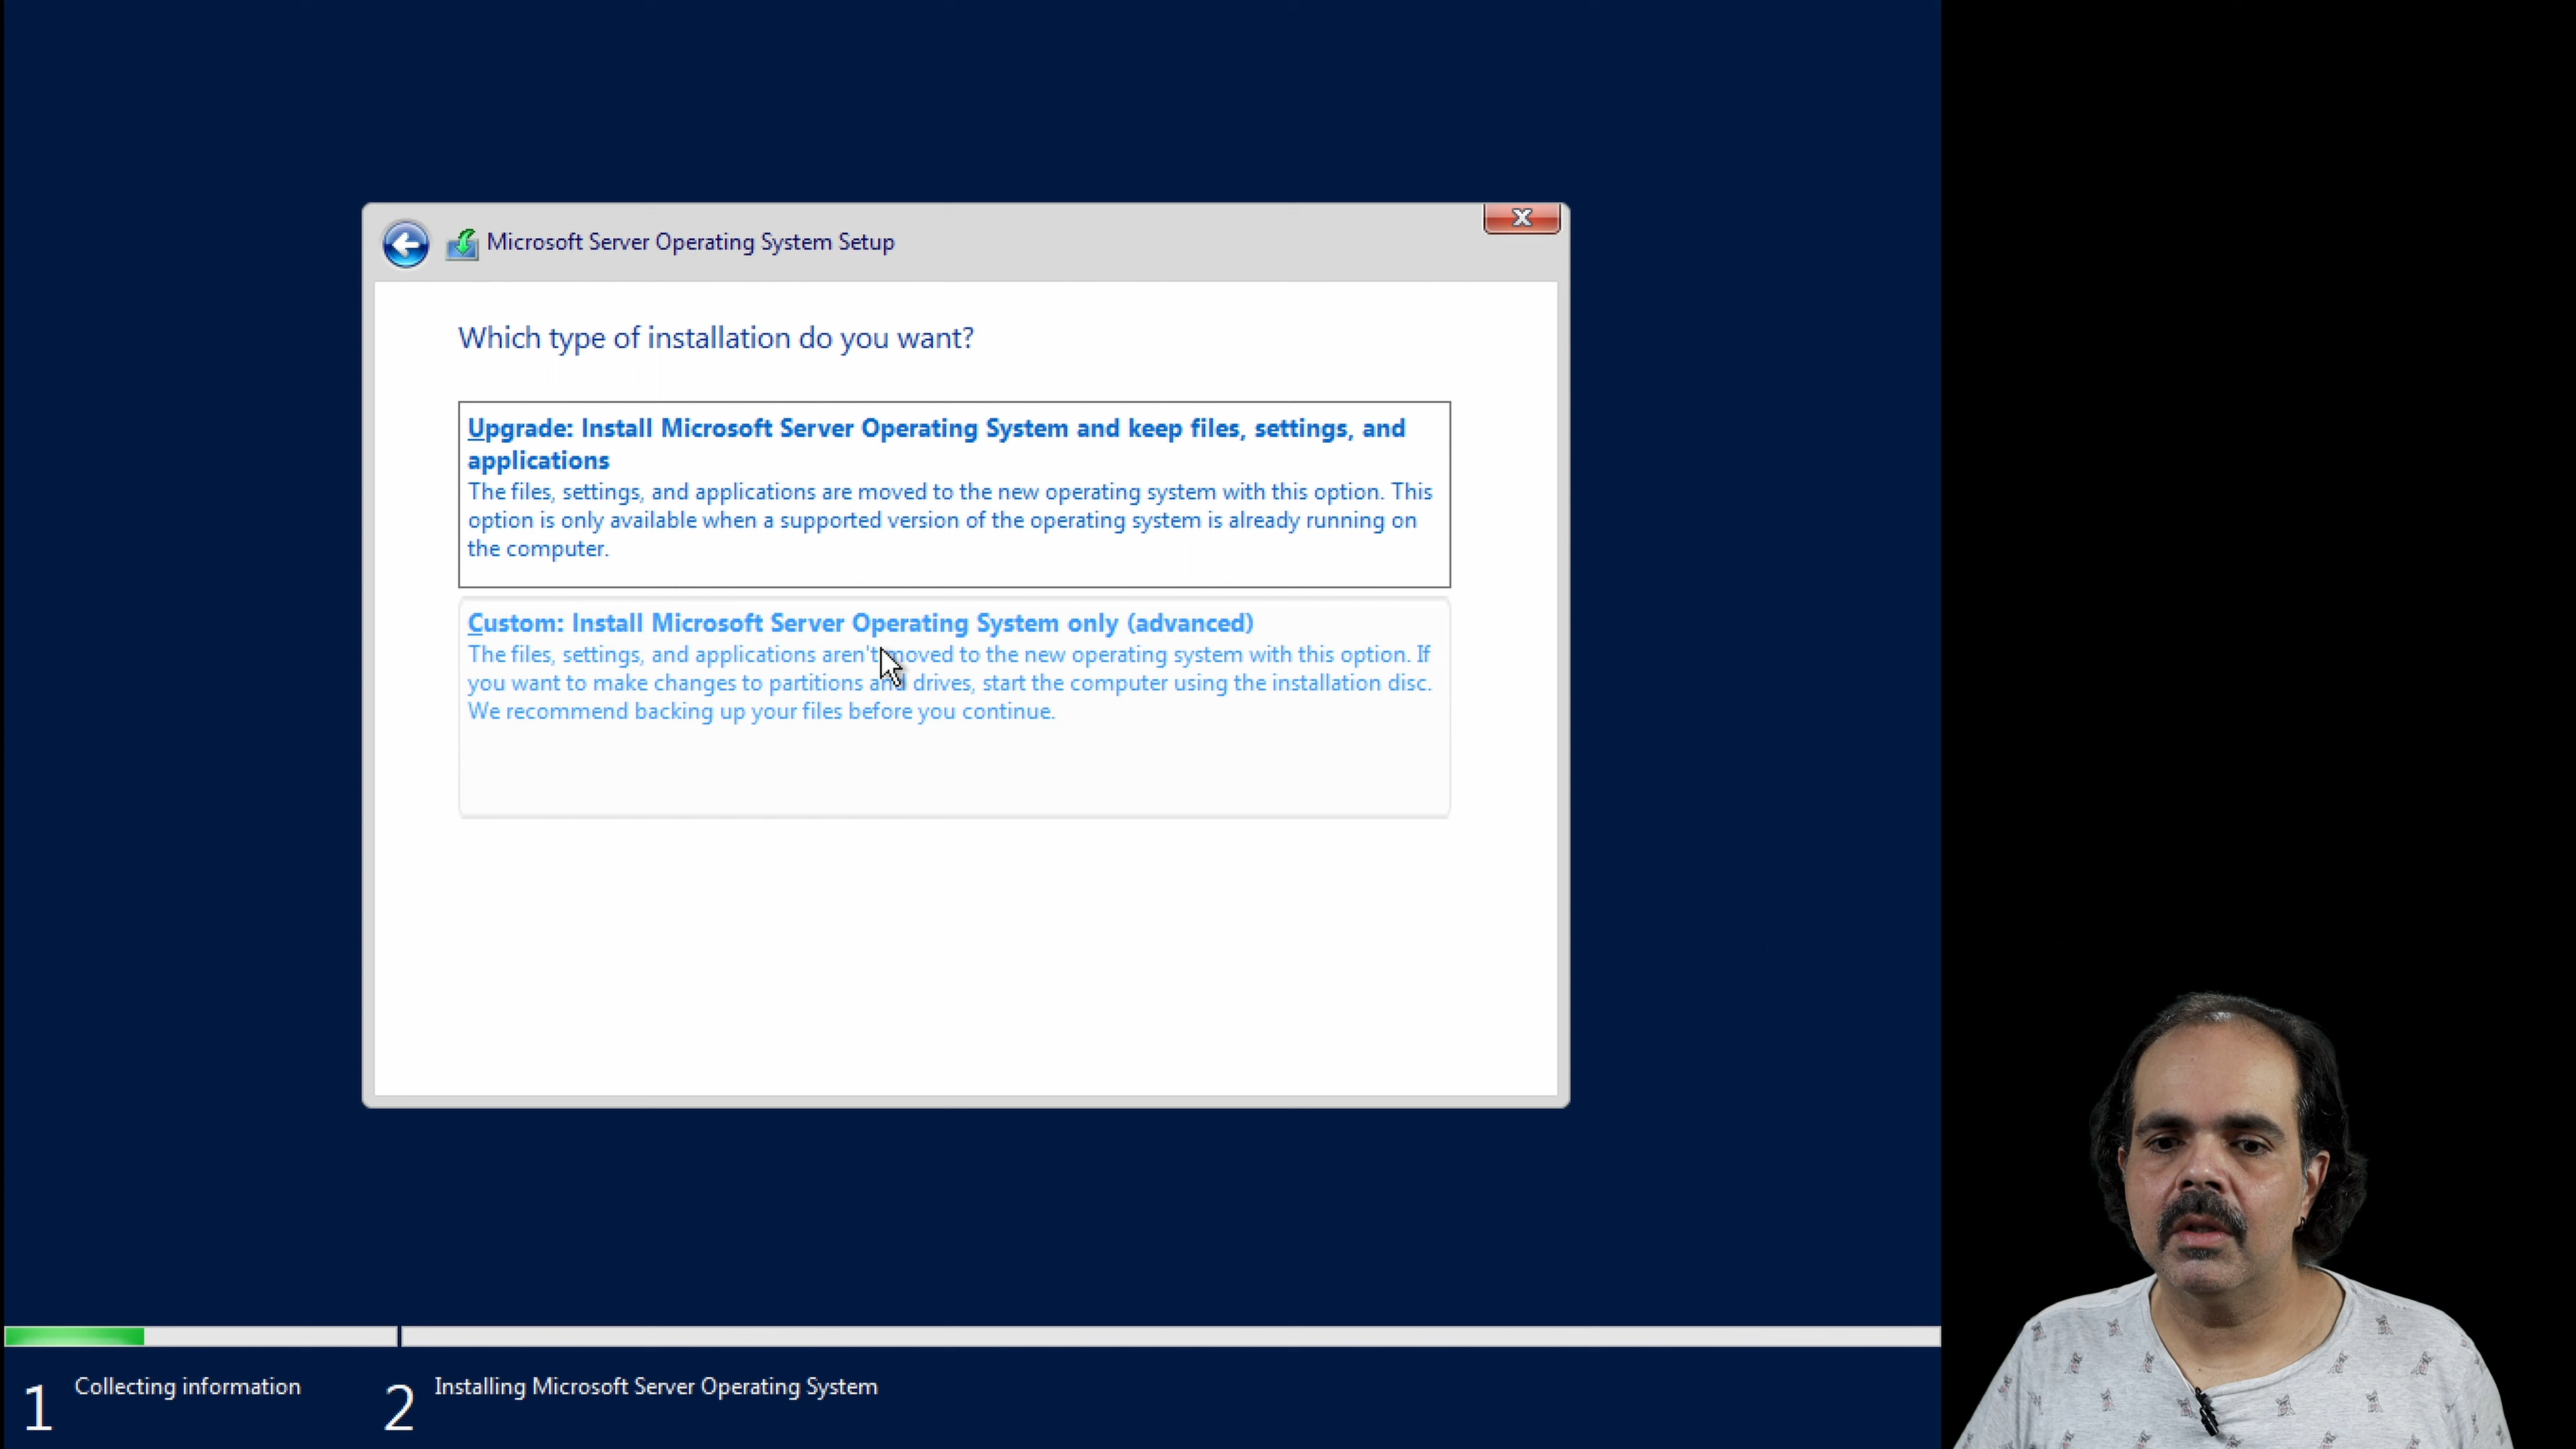 Microsoft Server Operating System Setup
Which type of installation do you want?
Upgrade: Install Microsoft Server Operating System and keep files, settings, and
applications
The files, settings, and applications are moved to the new operating system with this option. This
option is only available when a supported version of the operating system is already running on
the computer.
Custom: Install Microsoft Server Operating System only (advanced)
The files, settings, and applications aren't moved to the new operating system with this option. If
you want to make changes to partitions and drives, start the computer using the installation disc.
We recommend backing up your files before you continue.
1 Collecting information 2 Installing Microsoft Server Operating System